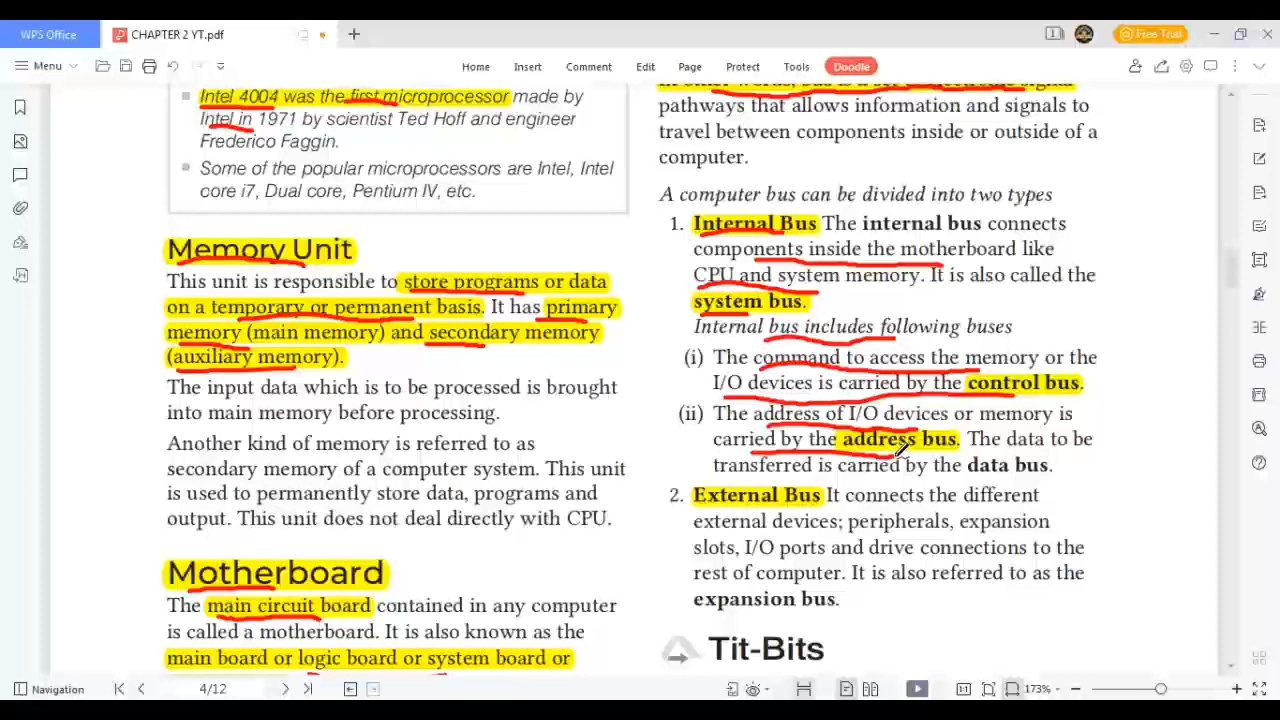 WPS Office
CHAPTER 2 YT.pdf
1
Free Trial
Menu
Home Insert Comment Edit Page Protect Tools Doodle
Intel 4004 was the first microprocessor made by
Intel in 1971 by scientist Ted Hoff and engineer
Federico Faggin.
Some of the popular microprocessors are Intel, Intel
core i7, Dual core, Pentium IV, etc.
Memory Unit
This unit is responsible to store programs or data
on a temporary or permanent basis. It has primary
memory (main memory) and secondary memory
(auxiliary memory).
The input data which is to be processed is brought
into main memory before processing.
Another kind of memory is referred to as
secondary memory of a computer system. This unit
is used to permanently store data, programs and
output. This unit does not deal directly with CPU.
Motherboard
The main circuit board contained in any computer
is called a motherboard. It is also known as the
main board or logic board or system board or
pathways that allows information and signals to
travel between components inside or outside of a
computer.
A computer bus can be divided into two types
1. Internal Bus The internal bus connects
components inside the motherboard like
CPU and system memory. It is also called the
system bus.
Internal bus includes following buses
(i) The command to access the memory or the
I/O devices is carried by the control bus.
(ii) The address of I/O devices or memory is
carried by the address bus. The data to be
transferred is carried by the data bus.
2. External Bus It connects the different
external devices; peripherals, expansion
slots, I/O ports and drive connections to the
rest of computer. It is also referred to as the
expansion bus.
Tit-Bits
Navigation
4/12
173%